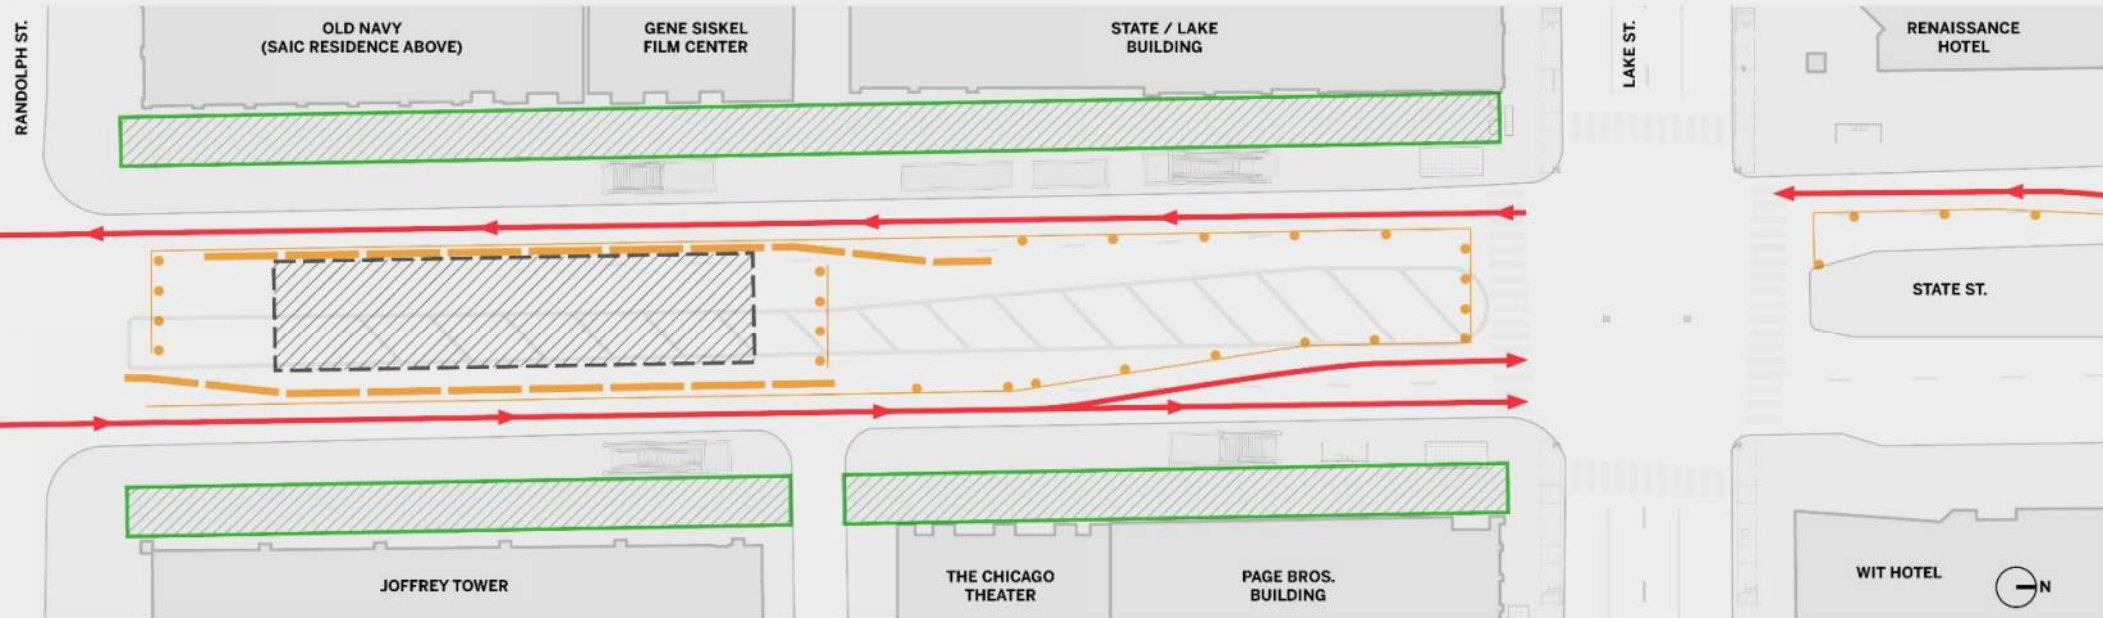 RANDOLPH ST.
OLD NAVY
(SAIC RESIDENCE ABOVE)
GENE SISKEL
FILM CENTER
STATE / LAKE
BUILDING
LAKE ST.
RENAISSANCE
HOTEL
STATE ST.
JOFFREY TOWER
THE CHICAGO
THEATER
PAGE BROS.
BUILDING
WIT HOTEL
N